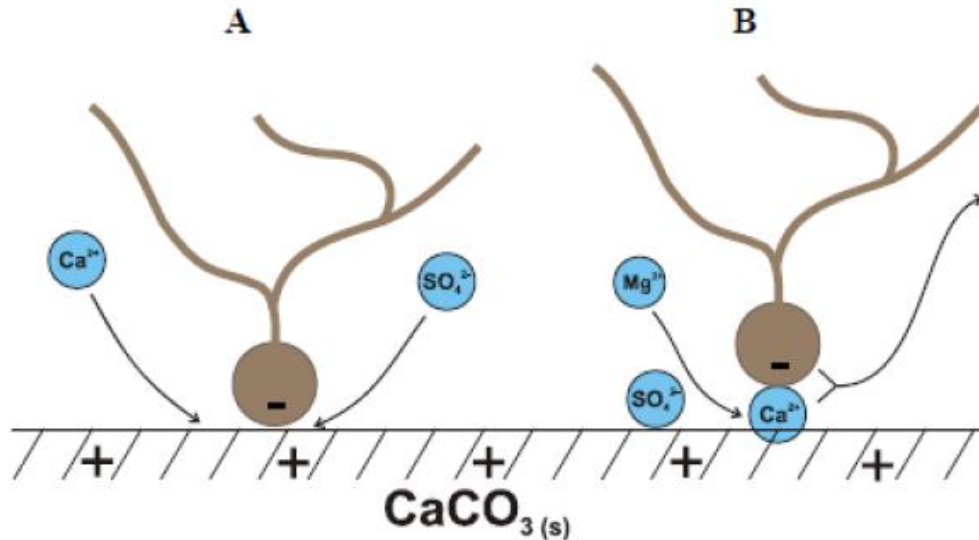 A B
Ca²⁺ SO₄²⁻ - Mg²⁺ SO₄²⁻ - Ca²⁺
+ + + + +
CaCO₃ (s)